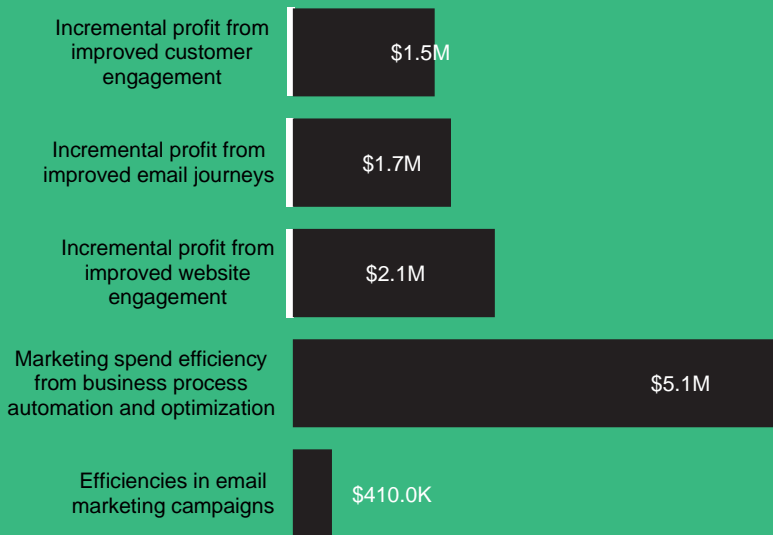 Incremental profit from
improved customer
engagement
$1.5M
Incremental profit from
improved email journeys
$1.7M
Incremental profit from
improved website
engagement
$2.1M
Marketing spend efficiency
from business process
automation and optimization
$5.1M
Efficiencies in email
marketing campaigns
$410.0K